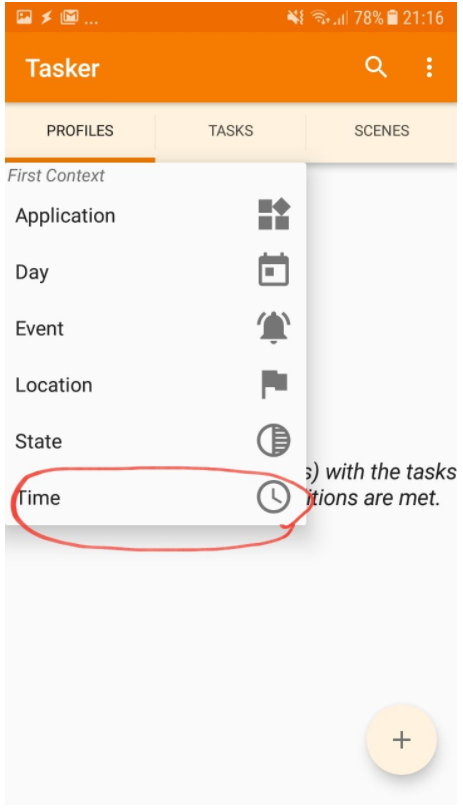 ... 78% 21:16
Tasker
PROFILES TASKS SCENES
First Context
Application
Day
Event
Location
State
s) with the tasks
Time
itions are met.